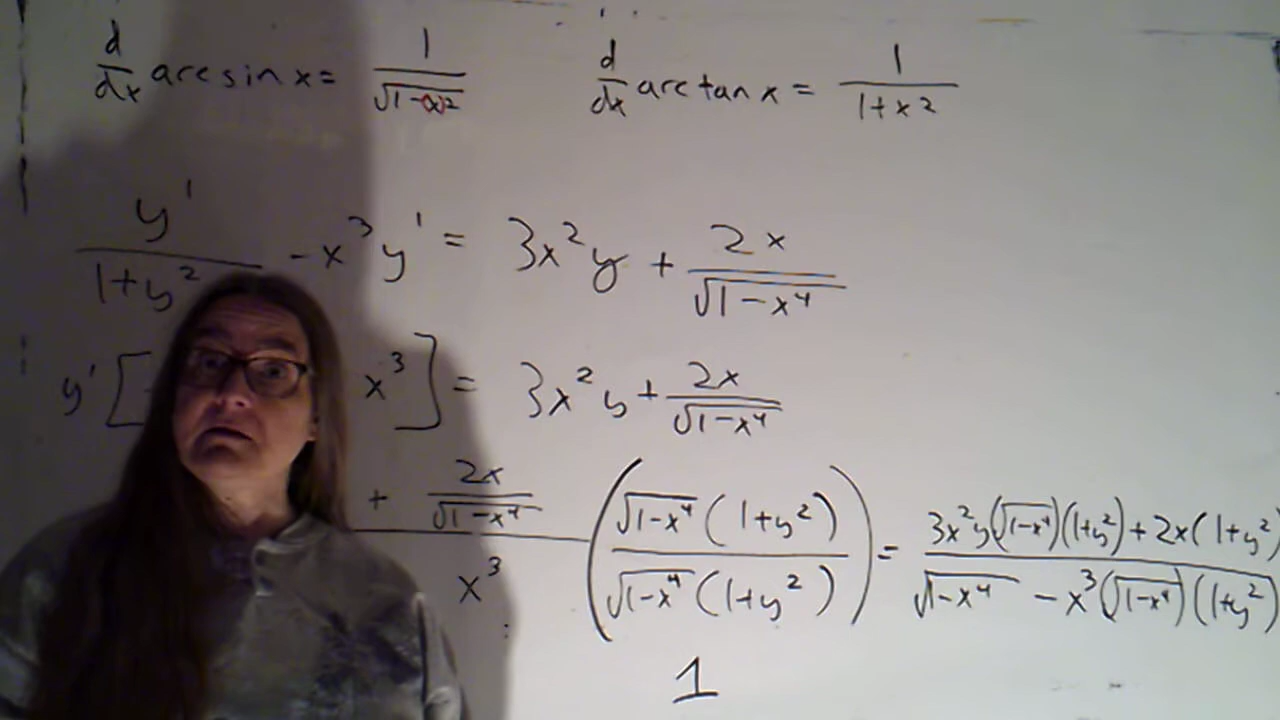 d/dx arcsin x = 1/√(1-(x)²)    d/dx arctan x = 1/(1+x²)
y'/(1+y²) - x³y' = 3x²y + 2x/√(1-x⁴)
y' [ x³ ] = 3x²y + 2x/√(1-x⁴)
+ 2x/√(1-x⁴) / x³ (√(1-x⁴) (1+y²) / √(1-x⁴) (1+y²)) = 3x²y(√(1-x⁴))(1+y²) + 2x(1+y²) / √(1-x⁴) - x³(√(1-x⁴))(1+y²)
1